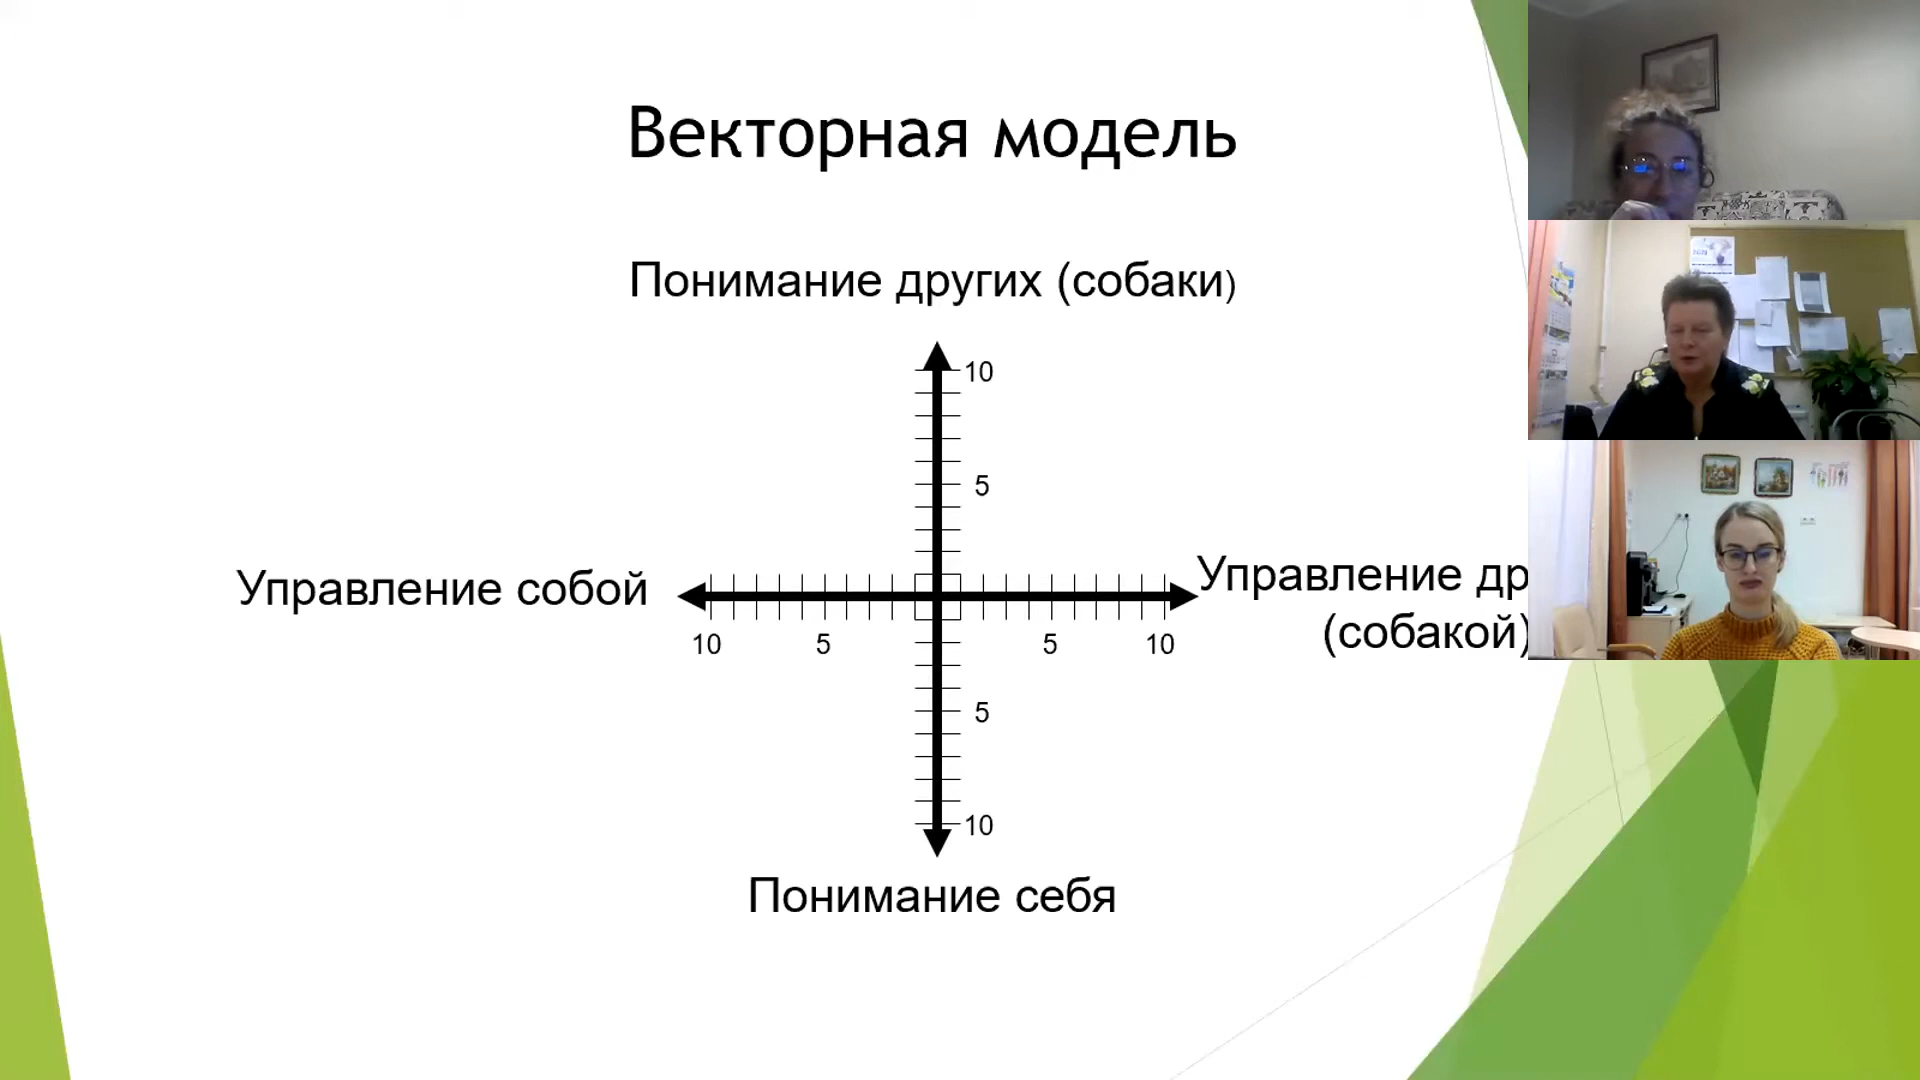 Векторная модель
Понимание других (собаки)
10
5
Управление собой
Управление др
(собакой)
10
5
5
10
5
10
Понимание себя